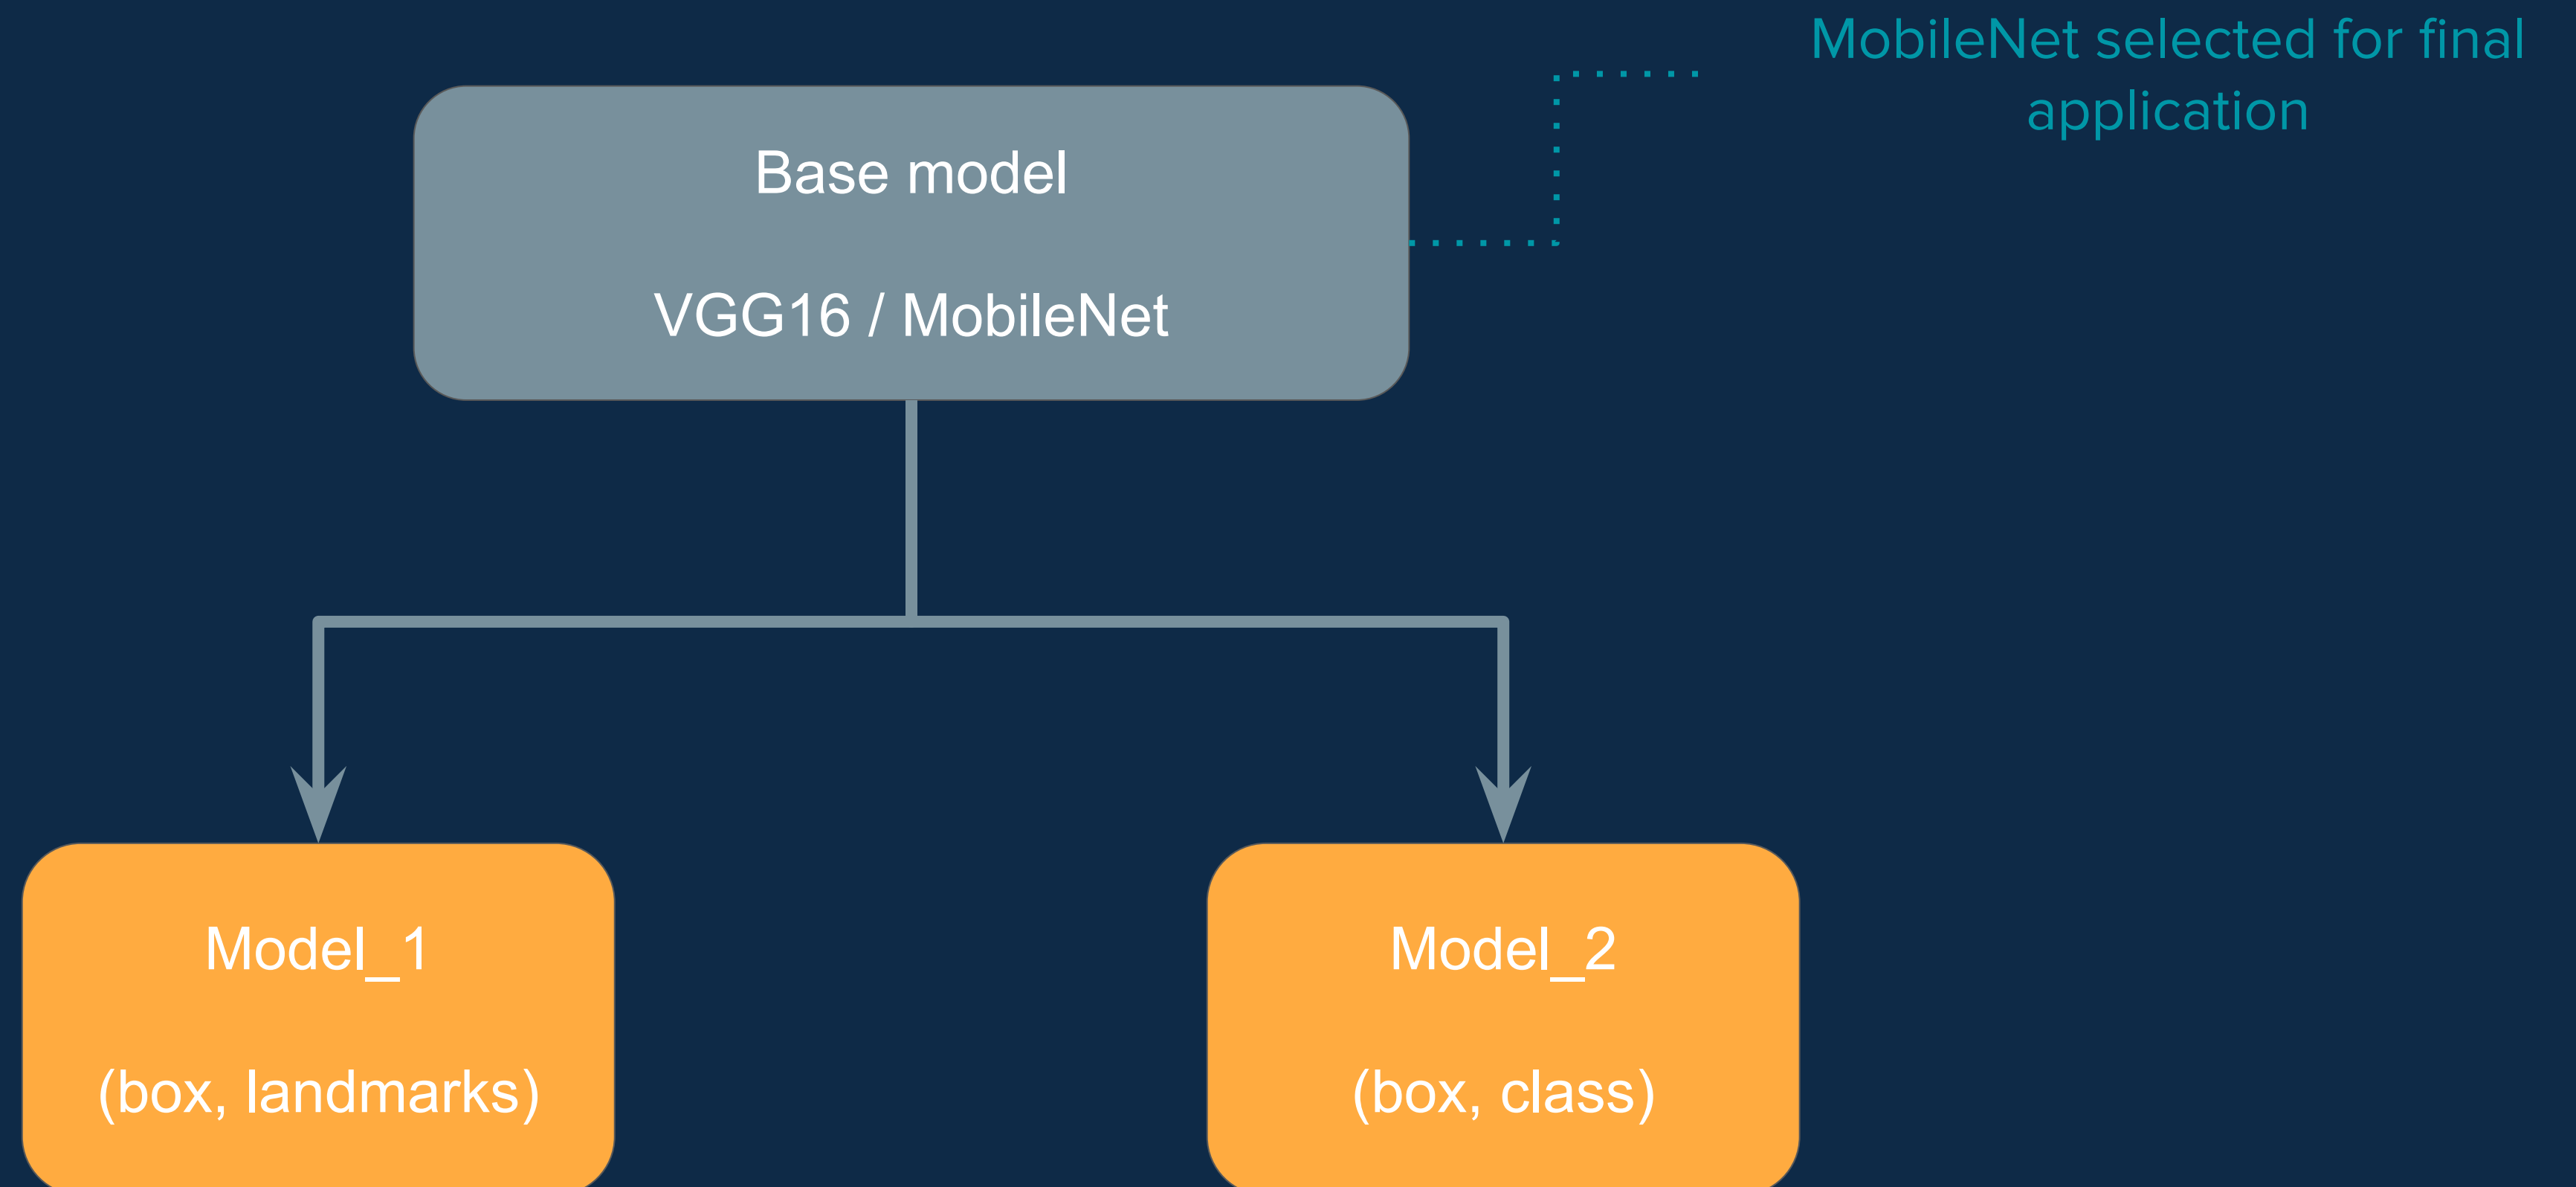 MobileNet selected for final
application
Base model
VGG16 / MobileNet
Model_1
(box, landmarks)
Model_2
(box, class)